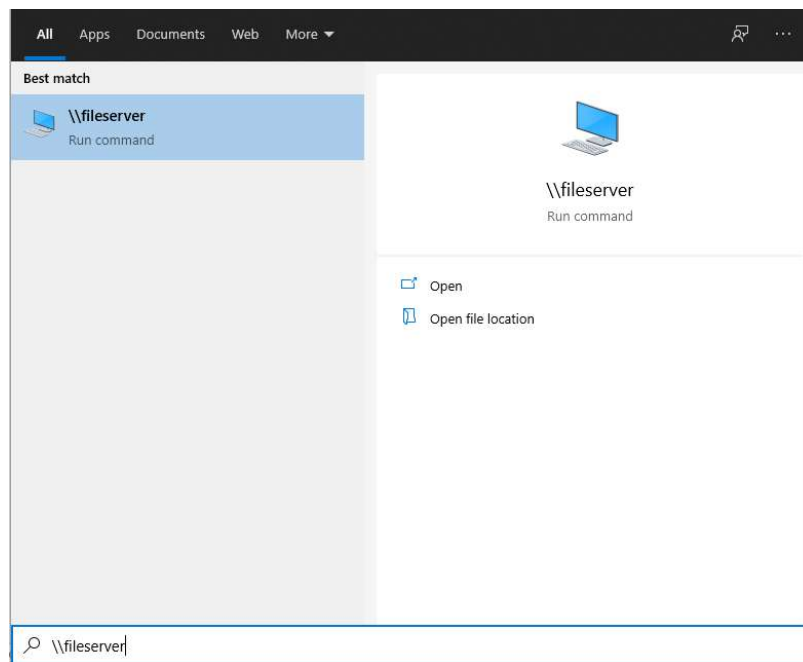 All Apps Documents Web More
Best match
\\fileserver
Run command
\\fileserver
Run command
Open
Open file location
\\fileserver